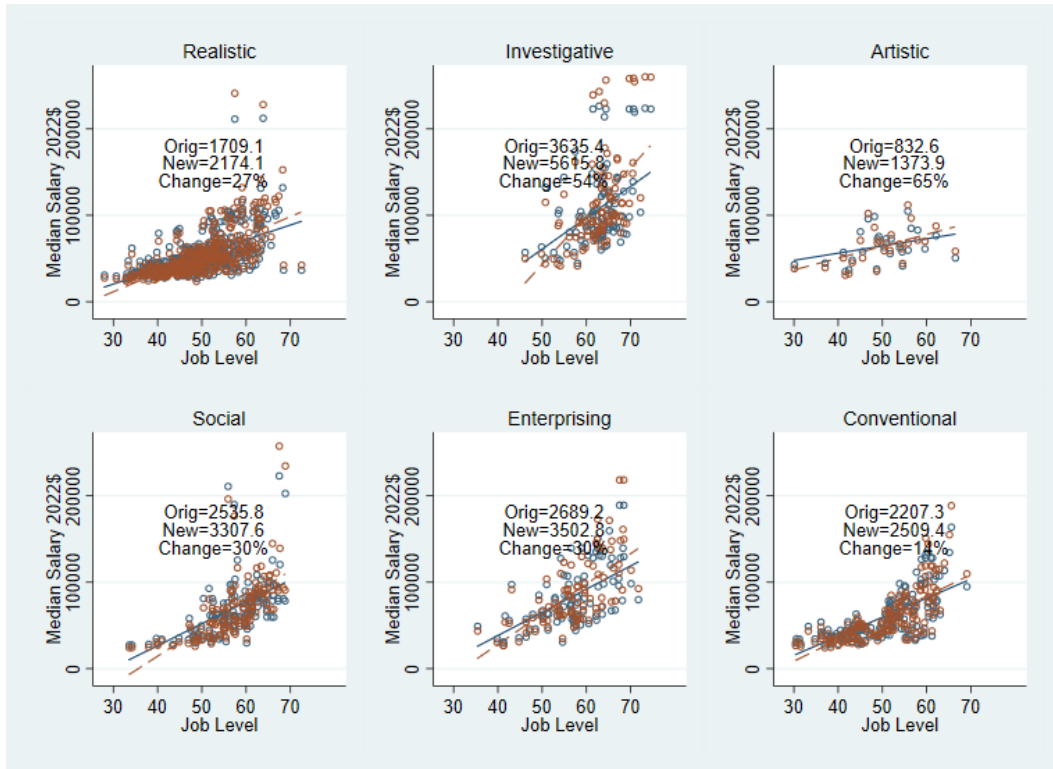 Realistic
Median Salary 2022$
200000
100000
0
Orig=1709.1
New=2174.1
Change=27%
30 40 50 60 70
Job Level
Investigative
Median Salary 2022$
200000
100000
0
Orig=3635.4
New=5615.8
Change=54%
30 40 50 60 70
Job Level
Artistic
Median Salary 2022$
200000
100000
0
Orig=832.6
New=1373.9
Change=65%
30 40 50 60 70
Job Level
Social
Median Salary 2022$
200000
100000
0
Orig=2535.8
New=3307.6
Change=30%
30 40 50 60 70
Job Level
Enterprising
Median Salary 2022$
200000
100000
0
Orig=2689.2
New=3502.8
Change=30%
30 40 50 60 70
Job Level
Conventional
Median Salary 2022$
200000
100000
0
Orig=2207.3
New=2509.4
Change=14%
30 40 50 60 70
Job Level